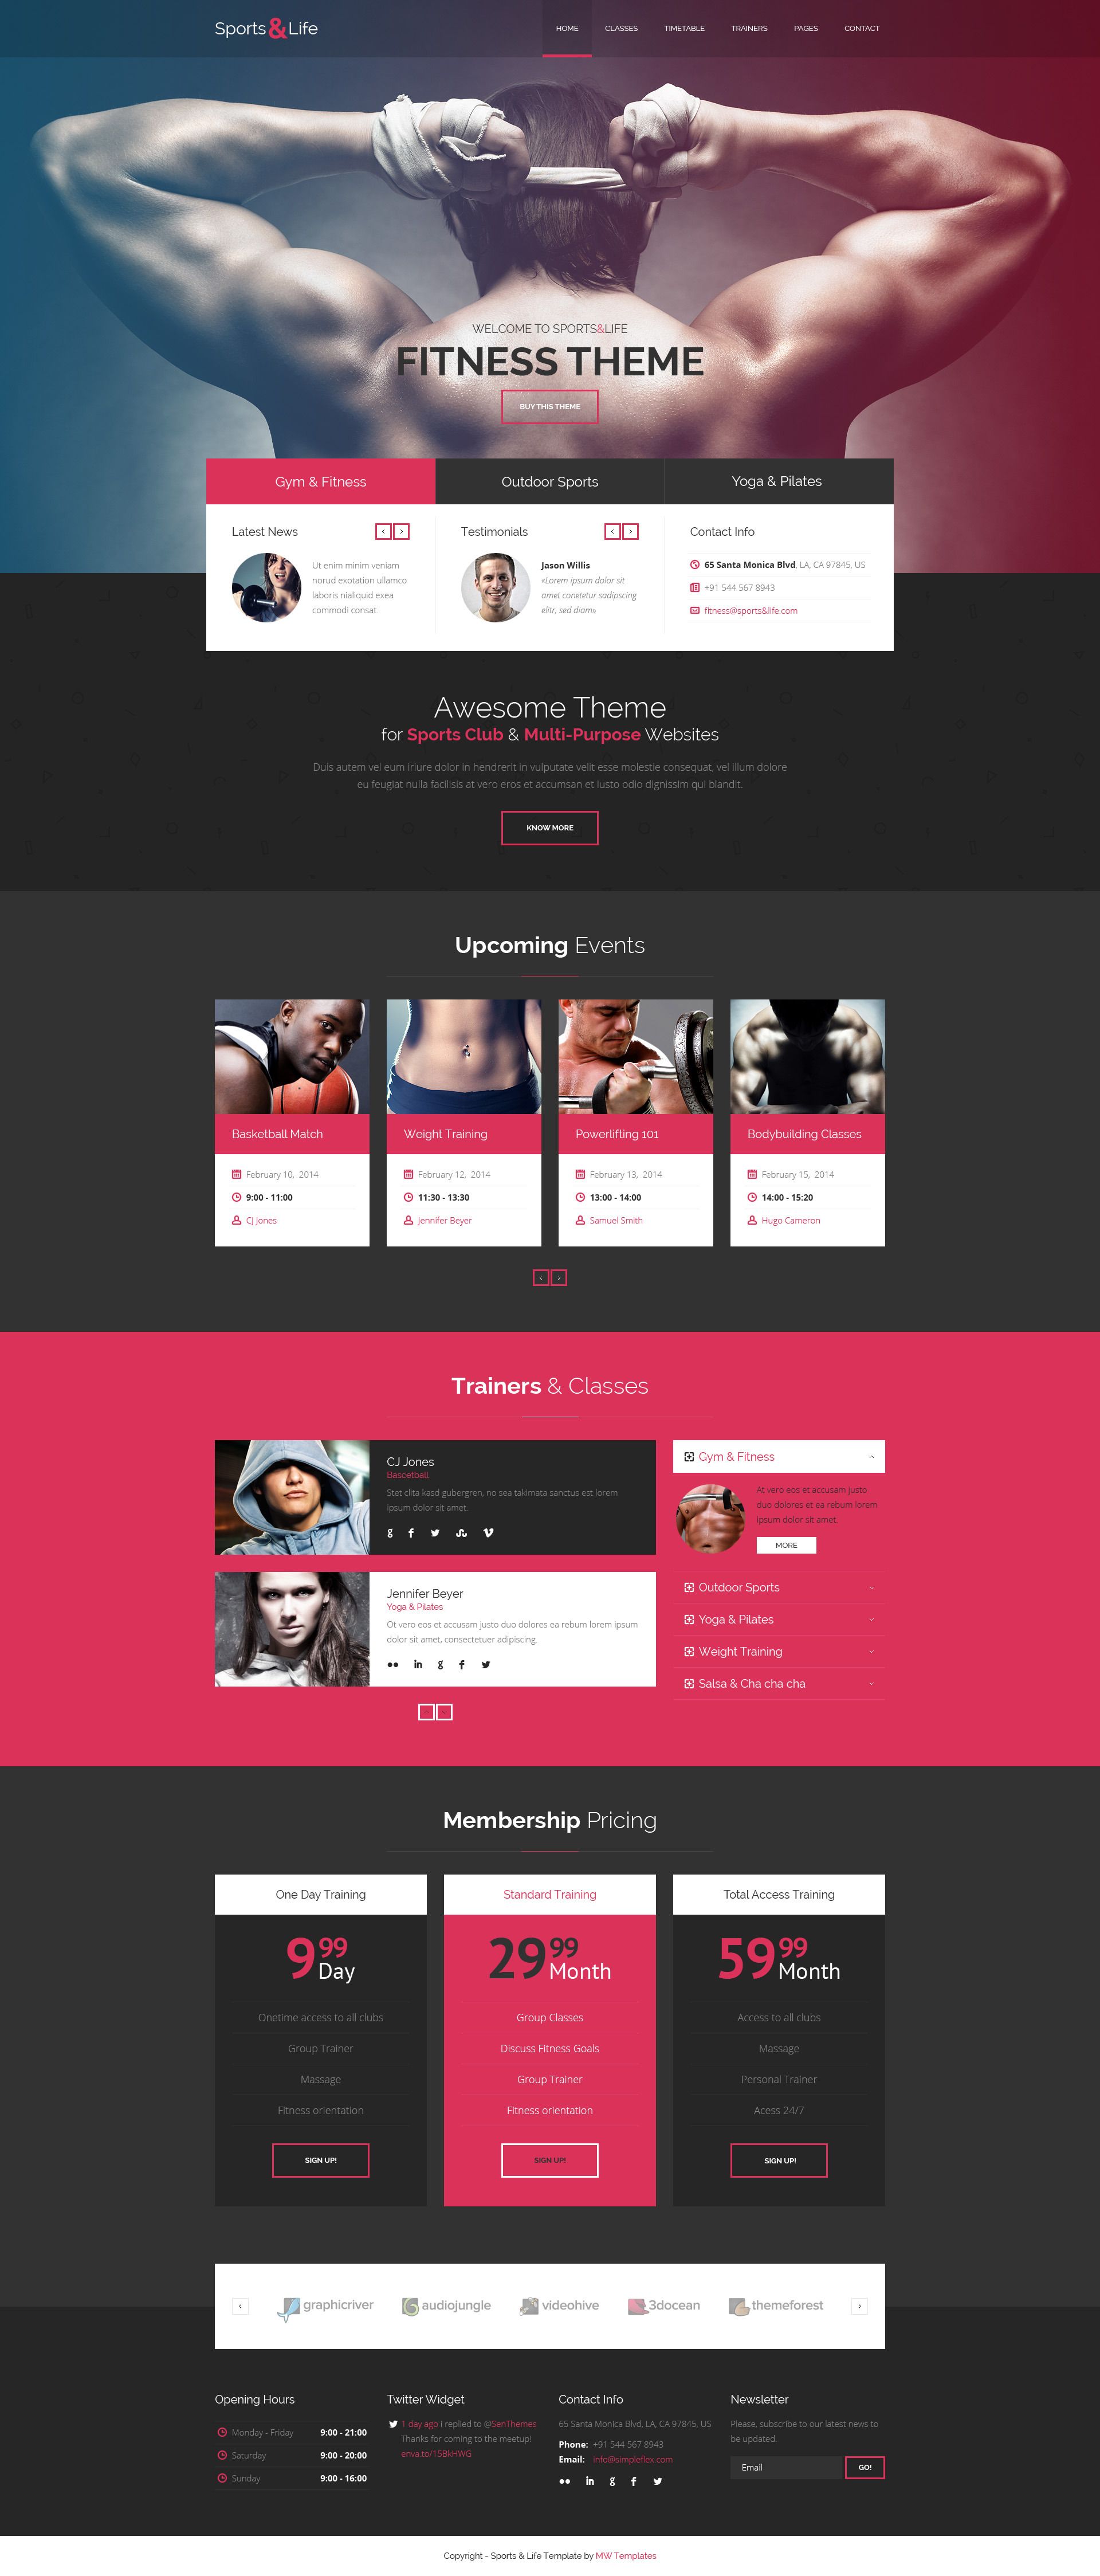 Sports&Life
HOME CLASSES TIMETABLE TRAINERS PAGES CONTACT
WELCOME TO SPORTS&LIFE
FITNESS THEME
BUY THIS THEME
Gym & Fitness
Outdoor Sports
Yoga & Pilates
Latest News
Ut enim minim veniam
norud exotation ullamco
laboris nialiquid exea
commodi consat.
Testimonials
Jason Willis
«Lorem ipsum dolor sit
amet conetetur sadipscing
elitr, sed diam»
Contact Info
65 Santa Monica Blvd, LA, CA 97845, US
+91 544 567 8943
fitness@sports&life.com
Awesome Theme
for Sports Club & Multi-Purpose Websites
Duis autem vel eum iriure dolor in hendrerit in vulputate velit esse molestie consequat, vel illum dolore
eu feugiat nulla facilisis at vero eros et accumsan et iusto odio dignissim qui blandit.
KNOW MORE
Upcoming Events
Basketball Match
February 10, 2014
9:00 - 11:00
CJ Jones
Weight Training
February 12, 2014
11:30 - 13:30
Jennifer Beyer
Powerlifting 101
February 13, 2014
13:00 - 14:00
Samuel Smith
Bodybuilding Classes
February 15, 2014
14:00 - 15:20
Hugo Cameron
Trainers & Classes
CJ Jones
Bascetball
Stet clita kasd gubergren, no sea takimata sanctus est lorem
ipsum dolor sit amet.
Jennifer Beyer
Yoga & Pilates
Ot vero eos et accusam justo duo dolores ea rebum lorem ipsum
dolor sit amet, consectetuer adipiscing.
Gym & Fitness
At vero eos et accusam justo
duo dolores et ea rebum lorem
ipsum dolor sit amet.
MORE
Outdoor Sports
Yoga & Pilates
Weight Training
Salsa & Cha cha cha
Membership Pricing
One Day Training
9 99 Day
Onetime access to all clubs
Group Trainer
Massage
Fitness orientation
SIGN UP!
Standard Training
29 99 Month
Group Classes
Discuss Fitness Goals
Group Trainer
Fitness orientation
SIGN UP!
Total Access Training
59 99 Month
Access to all clubs
Massage
Personal Trainer
Acess 24/7
SIGN UP!
graphicriver
audiojungle
videohive
3docean
themeforest
Opening Hours
Monday - Friday 9:00 - 21:00
Saturday 9:00 - 20:00
Sunday 9:00 - 16:00
Twitter Widget
1 day ago I replied to @SenThemes
Thanks for coming to the meetup!
enva.to/15BkHWG
Contact Info
65 Santa Monica Blvd, LA, CA 97845, US
Phone: +91 544 567 8943
Email: info@simpleflex.com
Newsletter
Please, subscribe to our latest news to
be updated.
Email
GO!
Copyright - Sports & Life Template by MW Templates